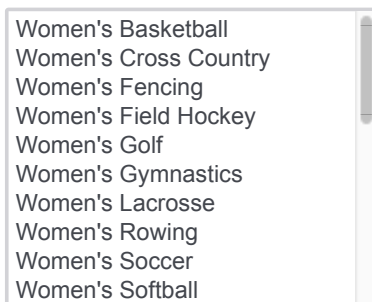 Women's Basketball
Women's Cross Country
Women's Fencing
Women's Field Hockey
Women's Golf
Women's Gymnastics
Women's Lacrosse
Women's Rowing
Women's Soccer
Women's Softball